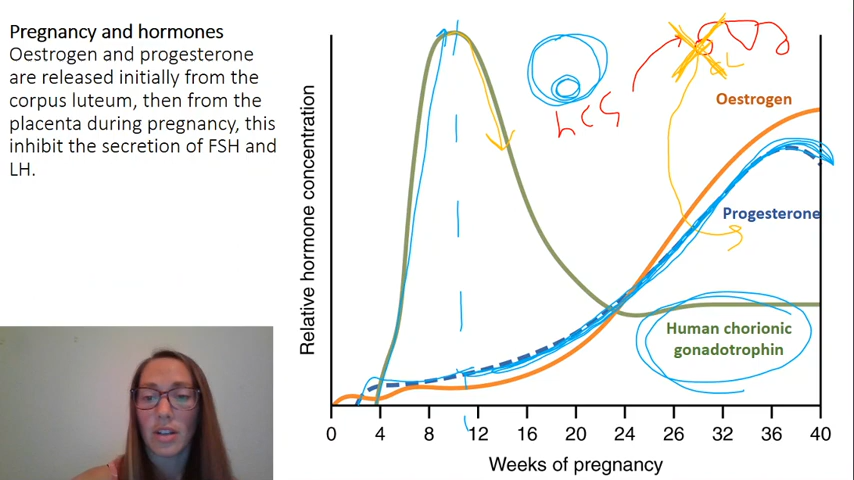 Pregnancy and hormones
Oestrogen and progesterone
are released initially from the
corpus luteum, then from the
placenta during pregnancy, this
inhibit the secretion of FSH and
LH.
Relative hormone concentration
hCG
CL
Oestrogen
Progesterone
Human chorionic
gonadotrophin
0 4 8 12 16 20 24 26 32 36 40
Weeks of pregnancy